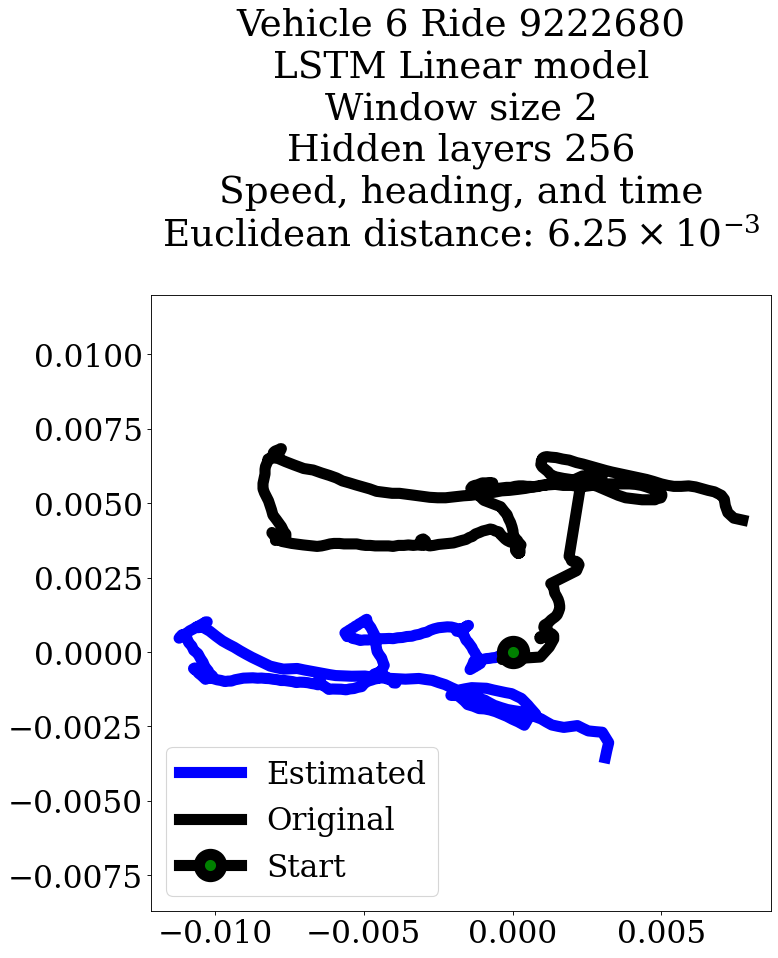 Vehicle 6 Ride 9222680
LSTM Linear model
Window size 2
Hidden layers 256
Speed, heading, and time
Euclidean distance: 6.25 × 10⁻³
0.0100
0.0075
0.0050
0.0025
0.0000
−0.0025
−0.0050
−0.0075
Estimated
Original
Start
−0.010 −0.005 0.000 0.005